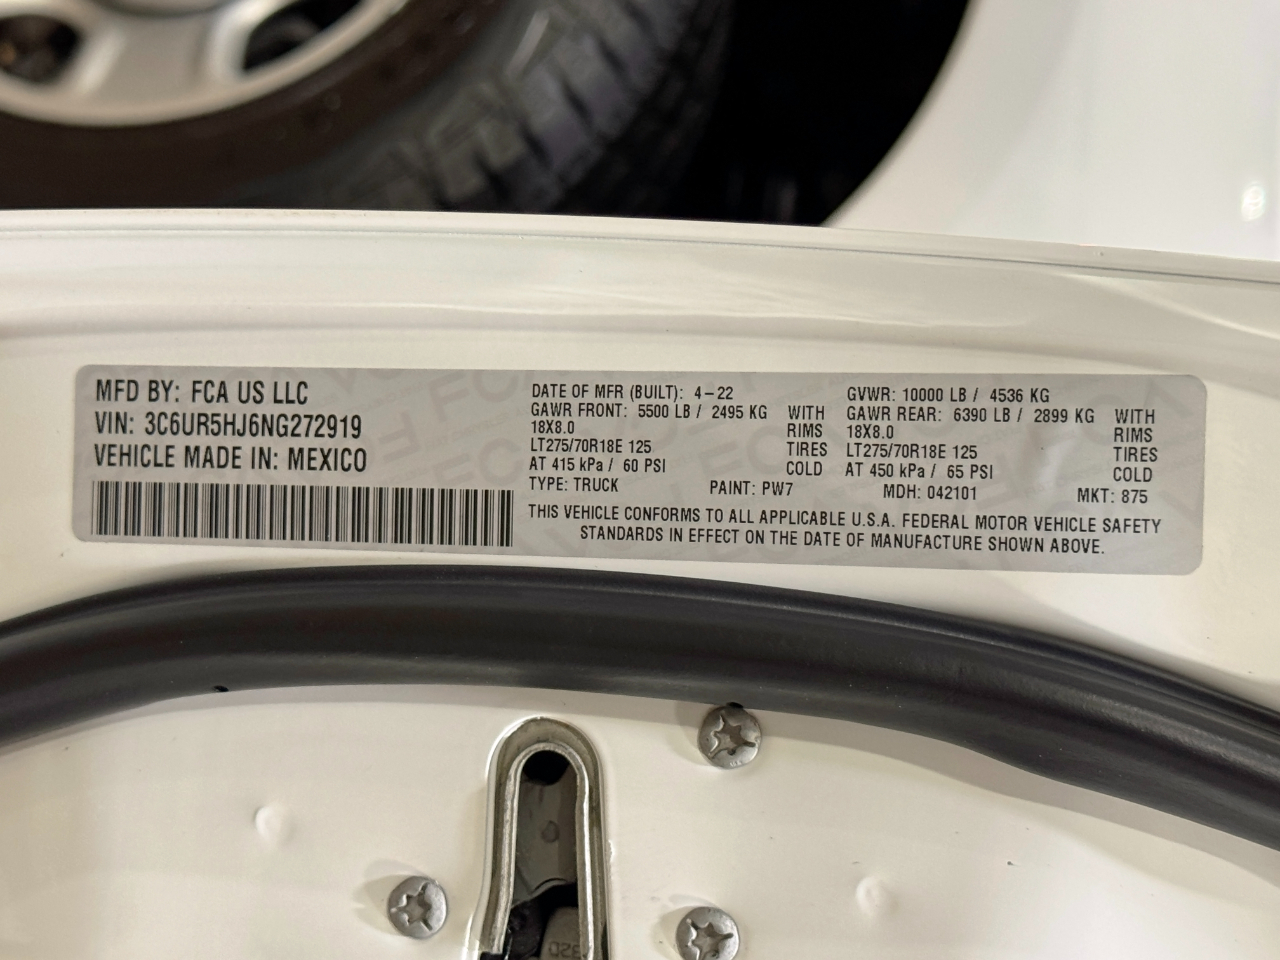 MFD BY: FCA US LLC
VIN: 3C6UR5HJ6NG272919
VEHICLE MADE IN: MEXICO
DATE OF MFR (BUILT): 4-22
GAWR FRONT: 5500 LB / 2495 KG WITH
18X8.0 RIMS
LT275/70R18E 125 TIRES
AT 415 kPa / 60 PSI COLD
GVWR: 10000 LB / 4536 KG
GAWR REAR: 6390 LB / 2899 KG WITH
18X8.0 RIMS
LT275/70R18E 125 TIRES
AT 450 kPa / 65 PSI COLD
TYPE: TRUCK PAINT: PW7 MDH: 042101 MKT: 875
THIS VEHICLE CONFORMS TO ALL APPLICABLE U.S.A. FEDERAL MOTOR VEHICLE SAFETY
STANDARDS IN EFFECT ON THE DATE OF MANUFACTURE SHOWN ABOVE.